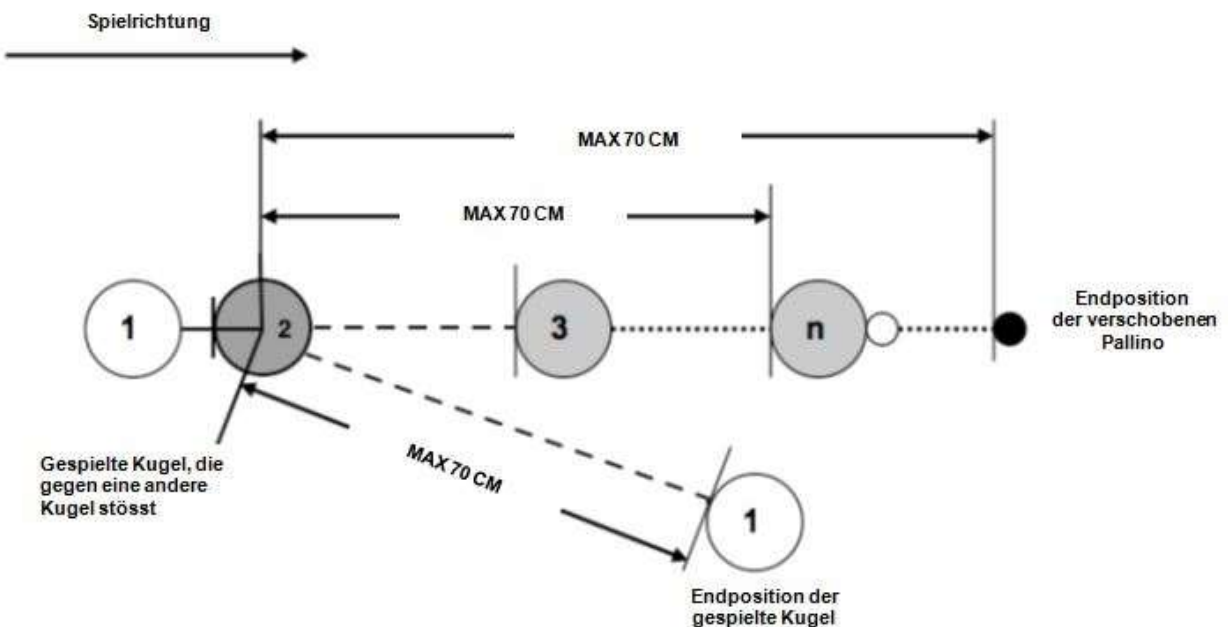 Spielrichtung
MAX 70 CM
MAX 70 CM
1
2
3
n
Endposition
der verschobenen
Pallino
MAX 70 CM
Gespielte Kugel, die
gegen eine andere
Kugel stösst
1
Endposition der
gespielte Kugel